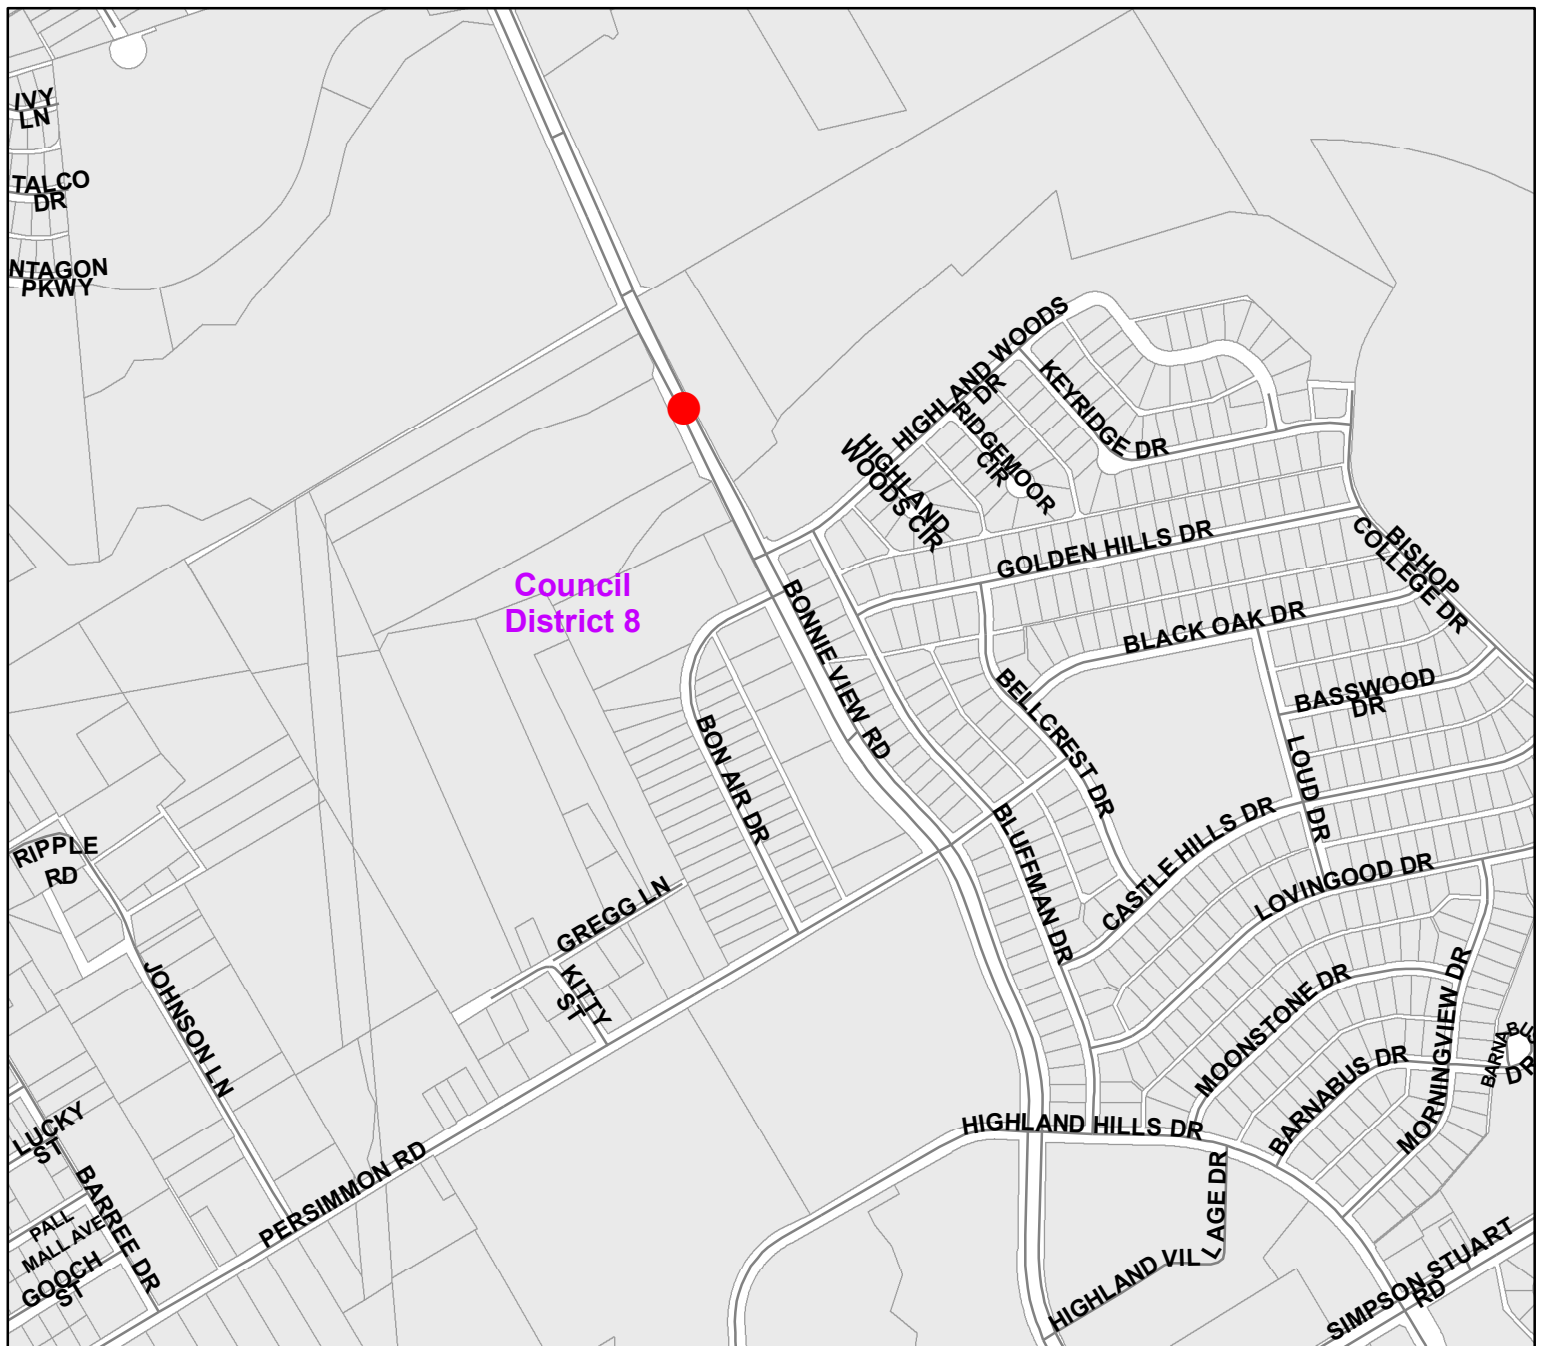 IVY
LN
TALCO
DR
NTAGON
PKWY
HIGHLAND WOODS
DR
KEYRIDGE DR
RIDGEMOOR
CIR
HIGHLAND
WOODS CIR
GOLDEN HILLS DR
BISHOP
COLLEGE DR
Council
District 8
BONNIE VIEW RD
BLACK OAK DR
BELLCREST DR
BASSWOOD
DR
LOUD DR
BON AIR DR
RIPPLE
RD
CASTLE HILLS DR
BLUFFMAN DR
LOVINGOOD DR
GREGG LN
KITTY
ST
JOHNSON LN
MOONSTONE DR
MORNINGVIEW DR
BARNABUS DR
BARNABUS
DR
LUCKY
ST
HIGHLAND HILLS DR
PERSIMMON RD
BARREE DR
PALL
MALL AVE
GOOCH
ST
HIGHLAND VILLAGE DR
SIMPSON STUART
RD